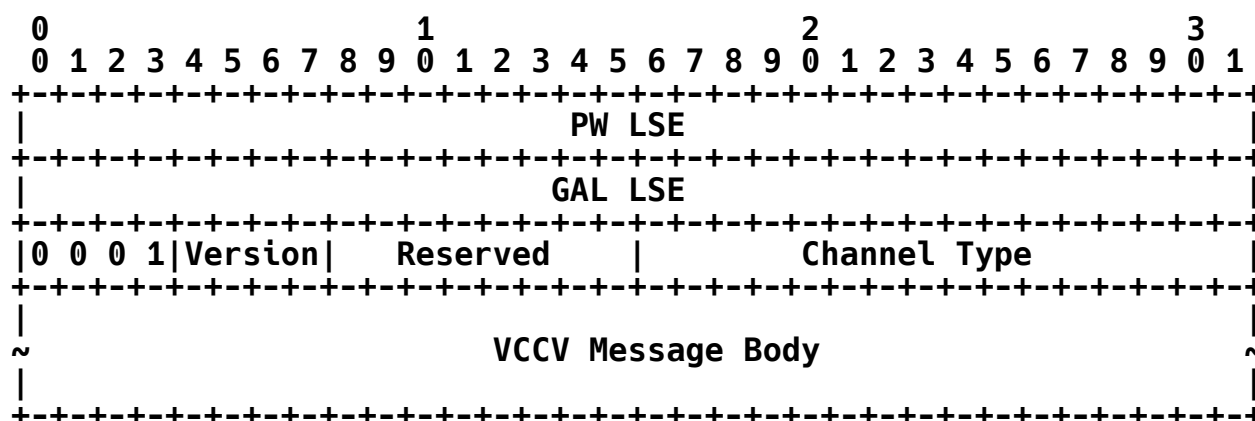 0                   1                   2                   3
 0 1 2 3 4 5 6 7 8 9 0 1 2 3 4 5 6 7 8 9 0 1 2 3 4 5 6 7 8 9 0 1
+-+-+-+-+-+-+-+-+-+-+-+-+-+-+-+-+-+-+-+-+-+-+-+-+-+-+-+-+-+-+-+-+
|                            PW LSE                             |
+-+-+-+-+-+-+-+-+-+-+-+-+-+-+-+-+-+-+-+-+-+-+-+-+-+-+-+-+-+-+-+-+
|                           GAL LSE                             |
+-+-+-+-+-+-+-+-+-+-+-+-+-+-+-+-+-+-+-+-+-+-+-+-+-+-+-+-+-+-+-+-+
|0 0 0 1|Version|   Reserved    |        Channel Type           |
+-+-+-+-+-+-+-+-+-+-+-+-+-+-+-+-+-+-+-+-+-+-+-+-+-+-+-+-+-+-+-+-+
|                                                               |
~                        VCCV Message Body                      ~
|                                                               |
+-+-+-+-+-+-+-+-+-+-+-+-+-+-+-+-+-+-+-+-+-+-+-+-+-+-+-+-+-+-+-+-+